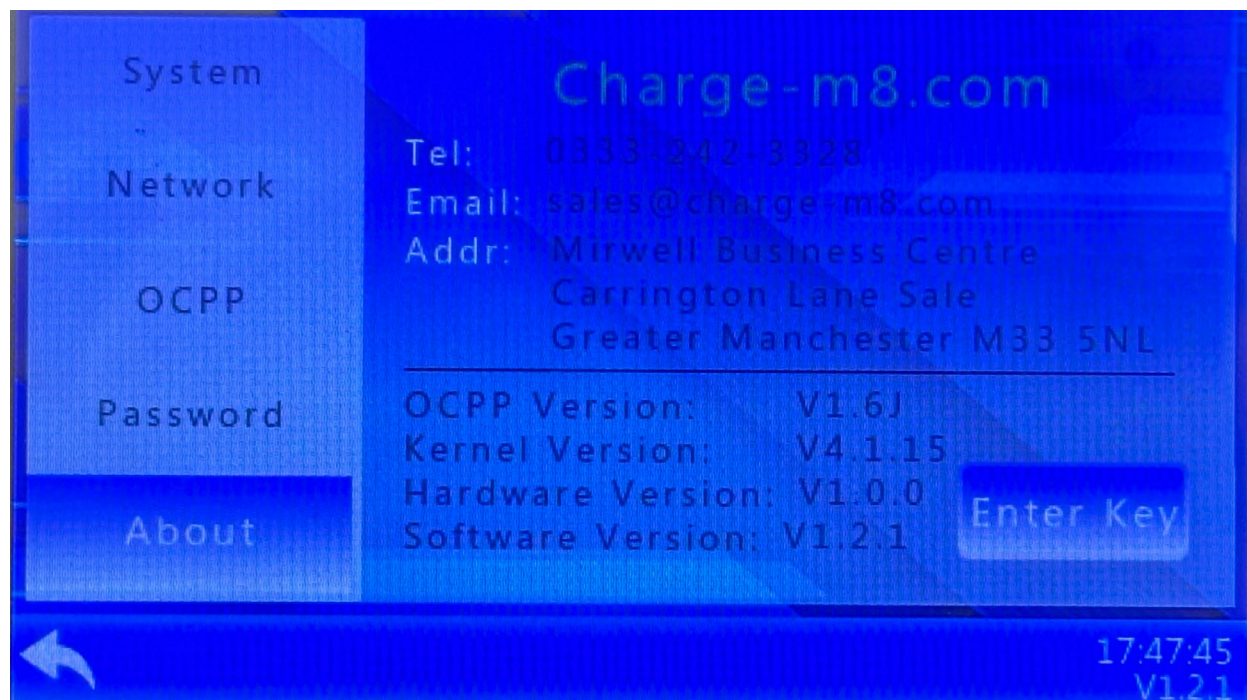 System
Network
OCPP
Password
About
Charge-m8.com
Tel: 0333-242-3328
Email: sales@charge-m8.com
Addr: Mirwell Business Centre
Carrington Lane Sale
Greater Manchester M33 5NL
OCPP Version: V1.6J
Kernel Version: V4.1.15
Hardware Version: V1.0.0
Software Version: V1.2.1
Enter Key
17:47:45
V1.2.1